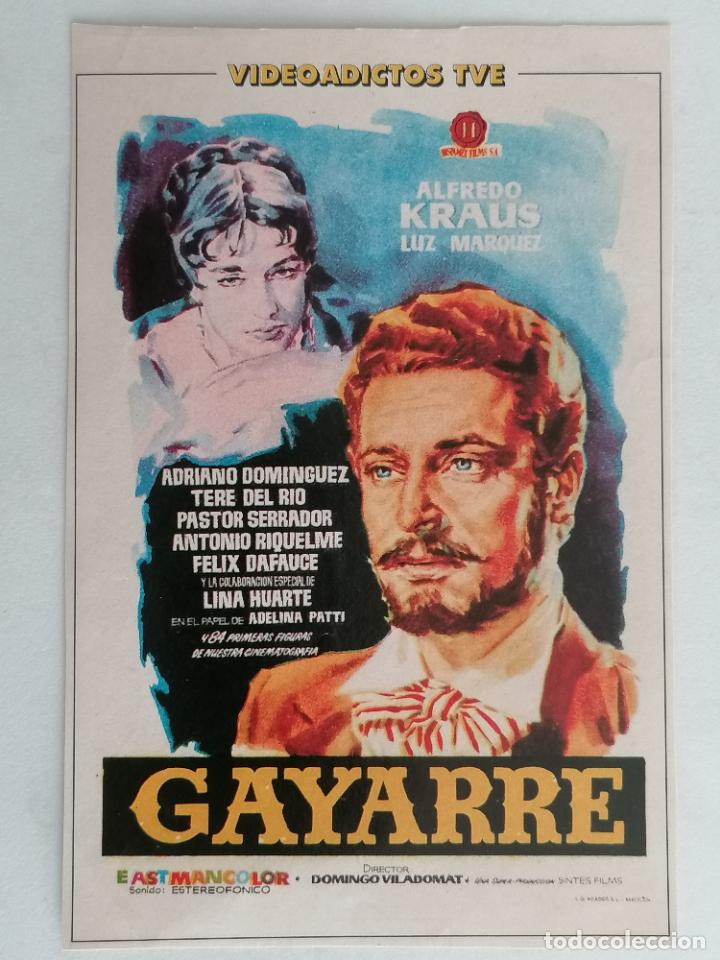 VIDEOADICTOS TVE
ALFREDO
KRAUS
LUZ MARQUEZ
ADRIANO DOMINGUEZ
TERE DEL RIO
PASTOR SERRADOR
ANTONIO RIQUELME
FELIX DAFAUCE
Y LA COLABORACION ESPECIAL DE
LINA HUARTE
EN EL PAPEL DE ADELINA PATTI
Y 84 PRIMERAS FIGURAS
DE NUESTRA CINEMATOGRAFIA
GAYARRE
EASTMANCOLOR
Sonido: ESTEREOFONICO
DIRECTOR
DOMINGO VILADOMAT
UNA SUPER-PRODUCCION SINTES FILMS
todocoleccion
todocoleccion.net